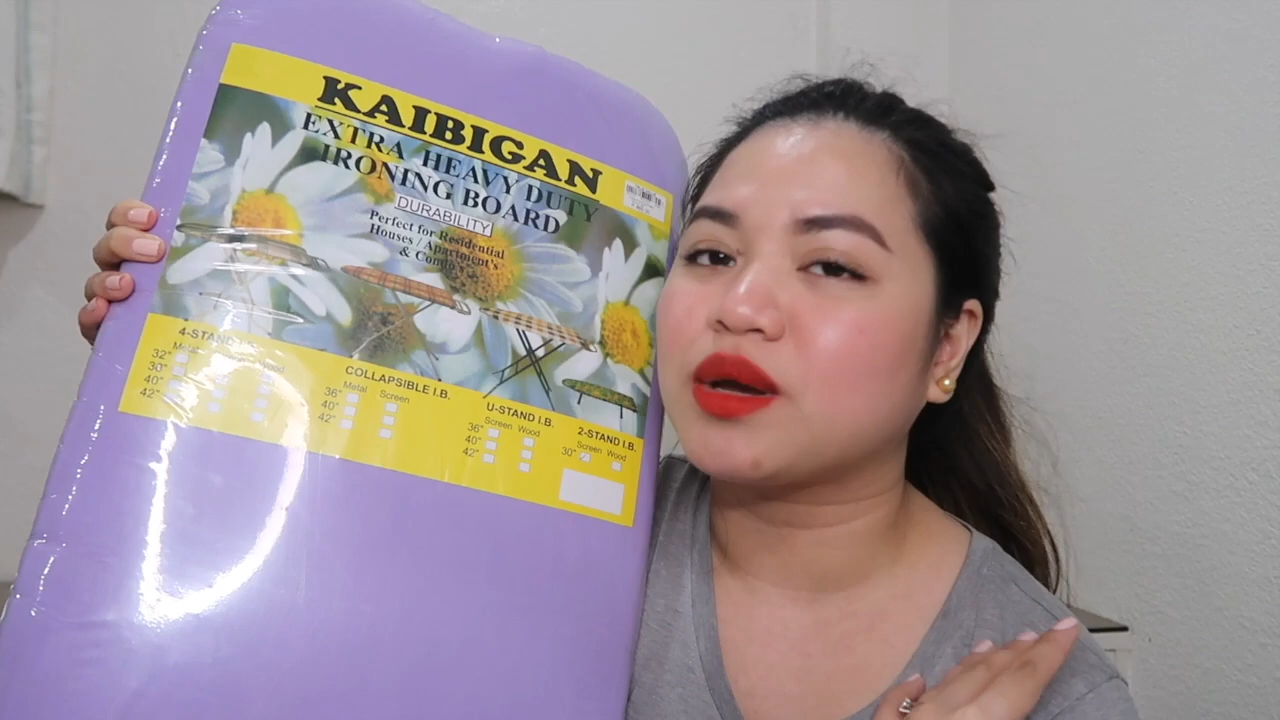 KAIBIGAN
EXTRA HEAVY DUTY
IRONING BOARD
DURABILITY
Perfect for Residential
Houses / Apartment's
& Condo's
4-STAND I.B.
Metal Wood
32"
30"
40"
42"
COLLAPSIBLE I.B.
Metal Screen
36"
40"
42"
U-STAND I.B.
Screen Wood
36"
40"
42"
2-STAND I.B.
Screen Wood
30"